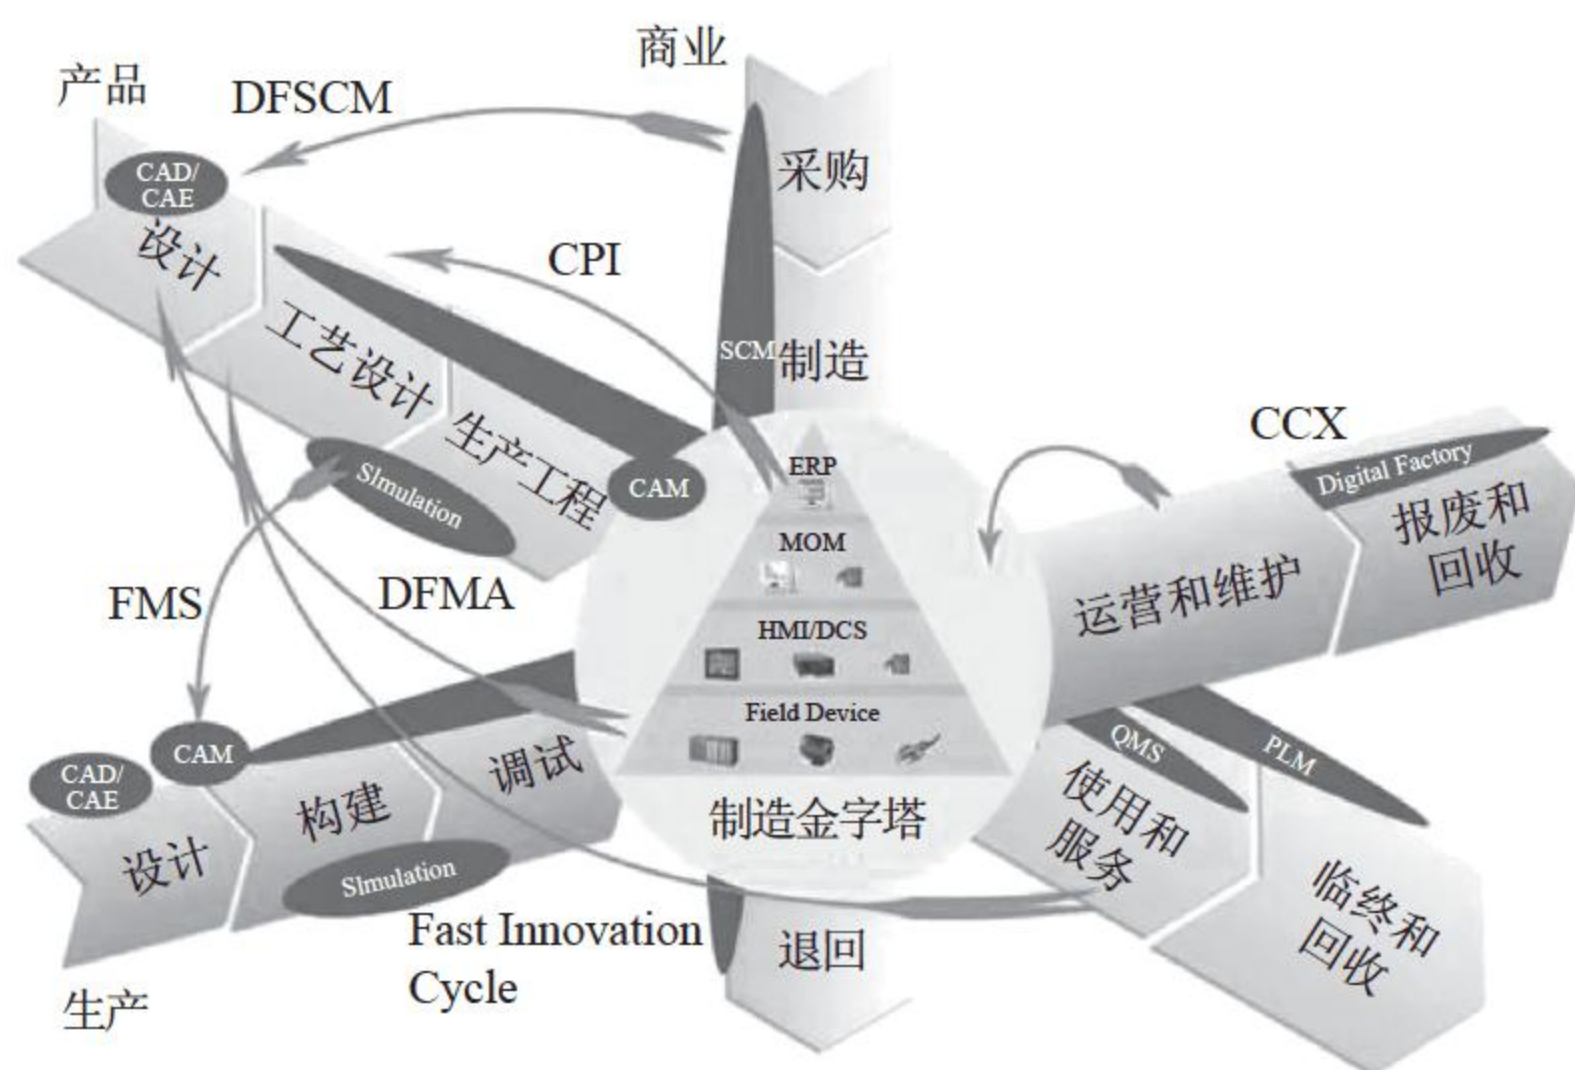 商业
产品
DFSCM
CAD/
CAE
采购
设计
CPI
工艺设计
SCM
制造
生产工程
CCX
Digital Factory
ERP
CAM
SImulation
报废和
回收
MOM
运营和维护
FMS
DFMA
HMI/DCS
Field Device
QMS
PLM
CAM
CAD/
CAE
调试
使用和
服务
构建
制造金字塔
设计
SImulation
临终和
回收
Fast Innovation
Cycle
退回
生产